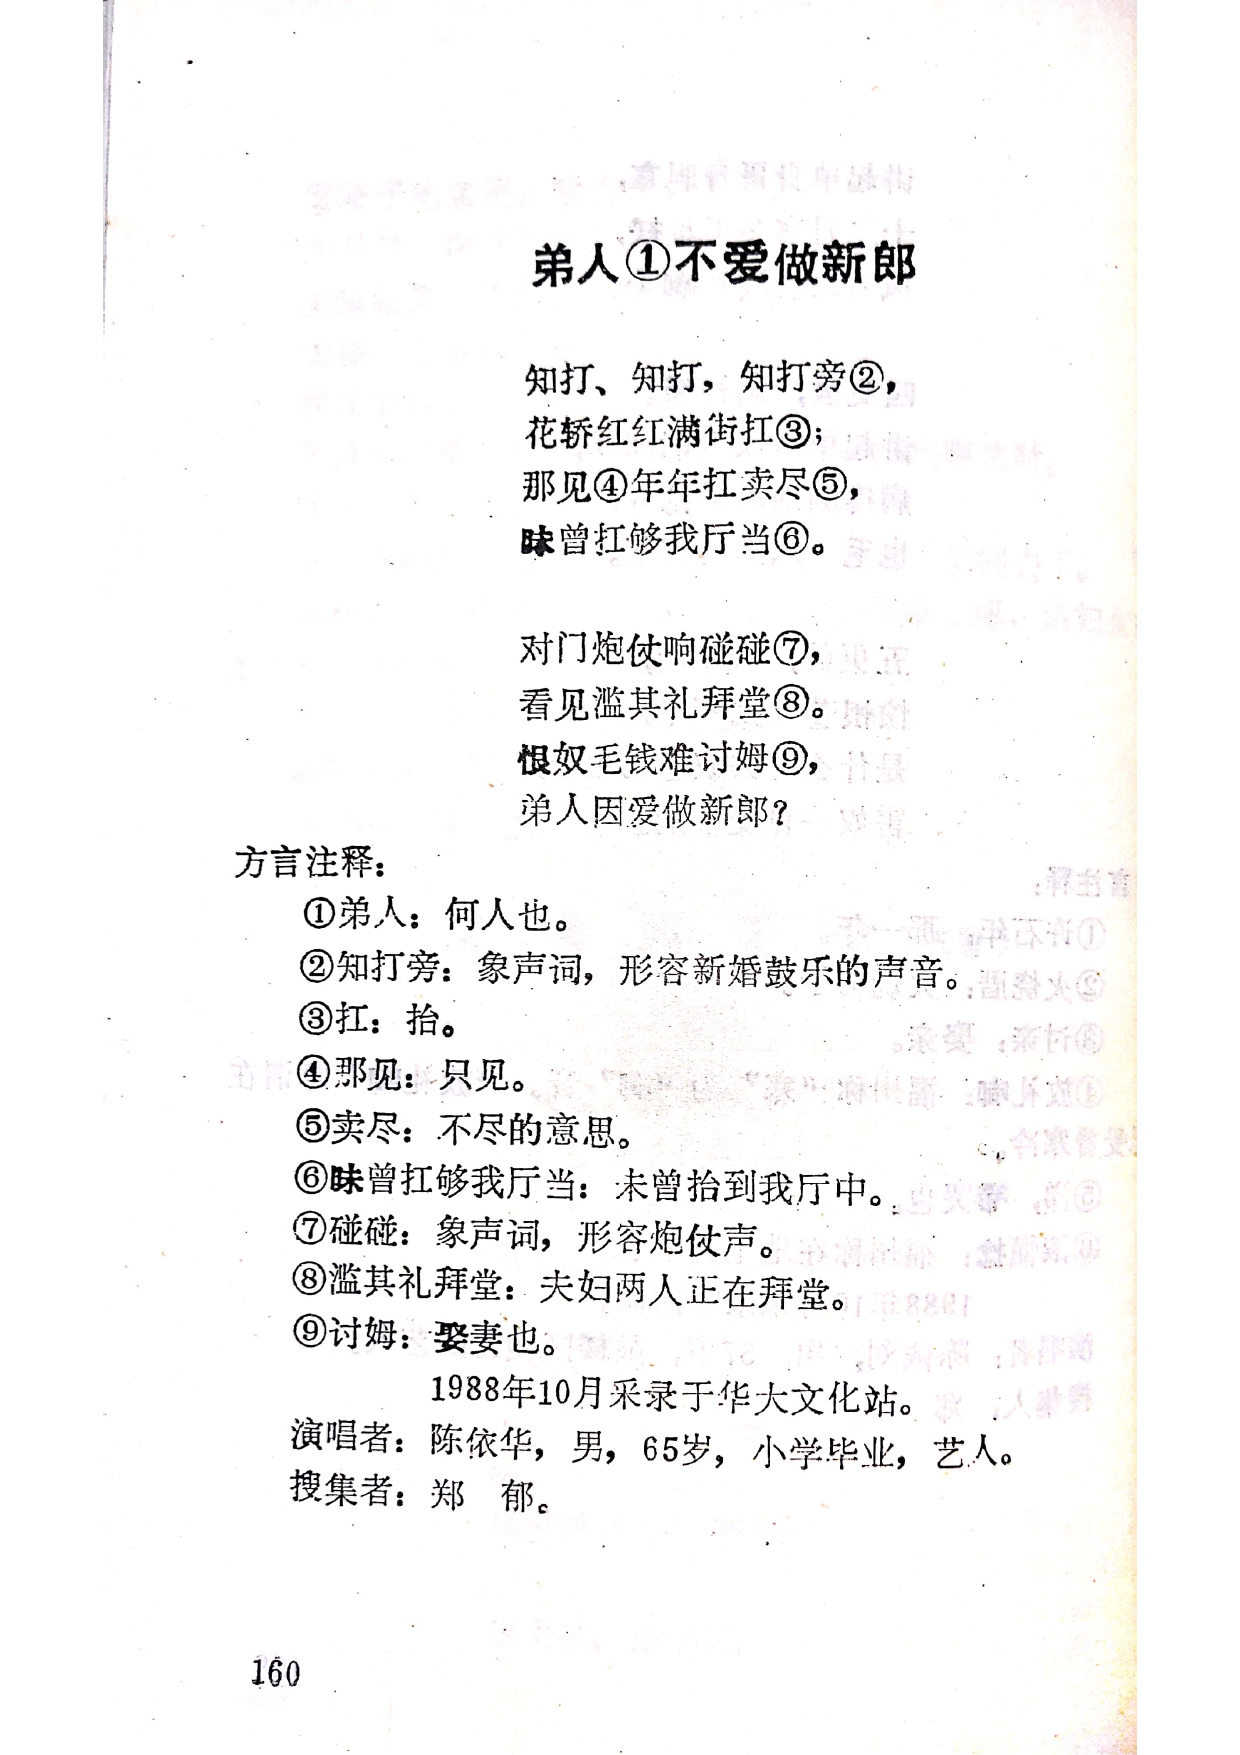 弟人①不爱做新郎
知打、知打，知打旁②，
花轿红红满街扛③；
那见④年年扛卖尽⑤，
昧曾扛够我厅当⑥。
对门炮仗响碰碰⑦，
看见滥其礼拜堂⑧。
恨奴毛钱难讨姆⑨，
弟人因爱做新郎？
方言注释：
①弟人：何人也。
②知打旁：象声词，形容新婚鼓乐的声音。
③扛：抬。
④那见：只见。
⑤卖尽：不尽的意思。
⑥昧曾扛够我厅当：未曾抬到我厅中。
⑦碰碰：象声词，形容炮仗声。
⑧滥其礼拜堂：夫妇两人正在拜堂。
⑨讨姆：娶妻也。
1988年10月采录于华大文化站。
演唱者：陈依华，男，65岁，小学毕业，艺人。
搜集者：郑　郁。
160